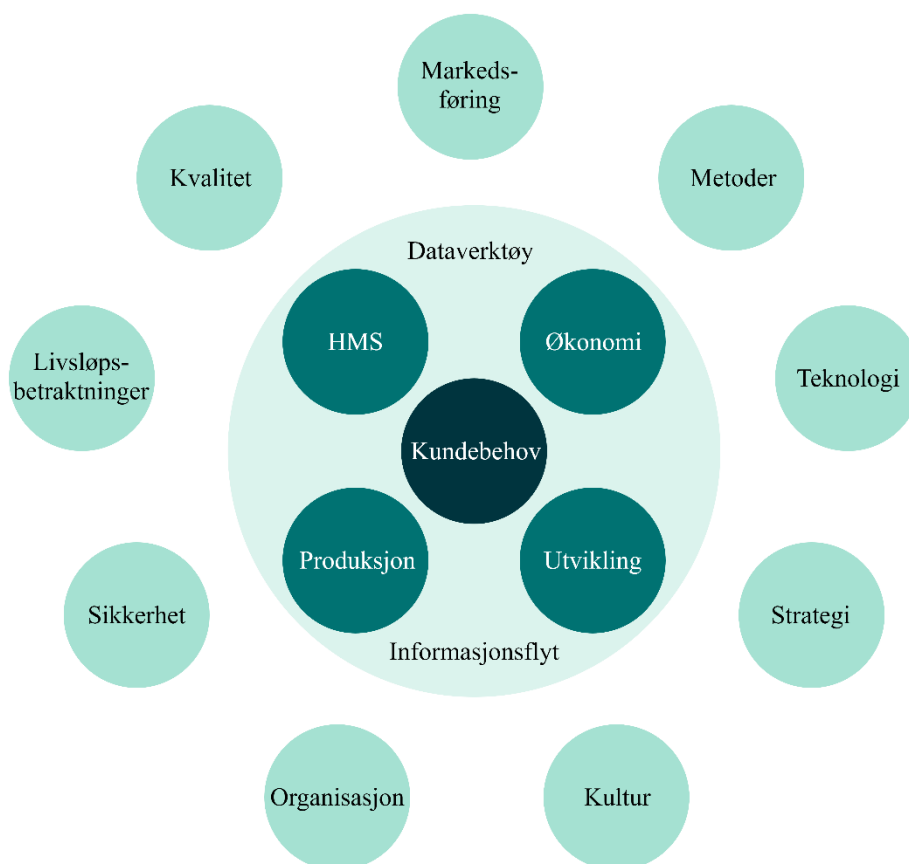 Markeds-
føring
Kvalitet
Metoder
Dataverktøy
HMS
Økonomi
Livsløps-
betraktninger
Teknologi
Kundebehov
Produksjon
Utvikling
Sikkerhet
Strategi
Informasjonsflyt
Organisasjon
Kultur